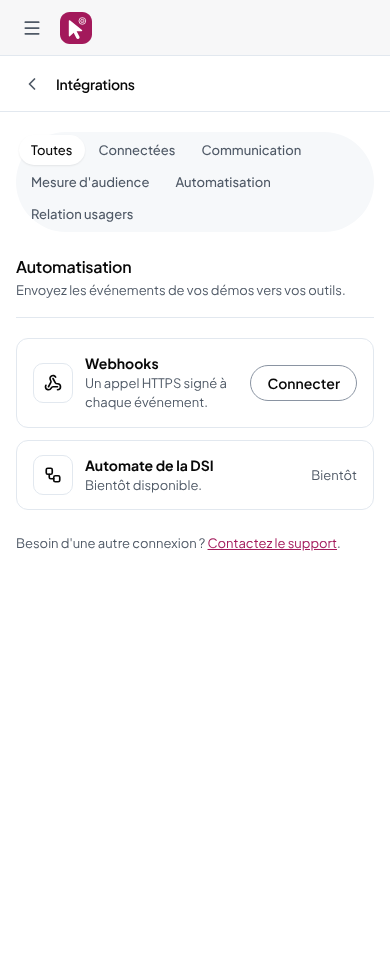 Intégrations
Toutes
Connectées
Communication
Mesure d'audience
Automatisation
Relation usagers
Automatisation
Envoyez les événements de vos démos vers vos outils.
Webhooks
Un appel HTTPS signé à
chaque événement.
Connecter
Automate de la DSI
Bientôt disponible.
Bientôt
Besoin d'une autre connexion ? Contactez le support.